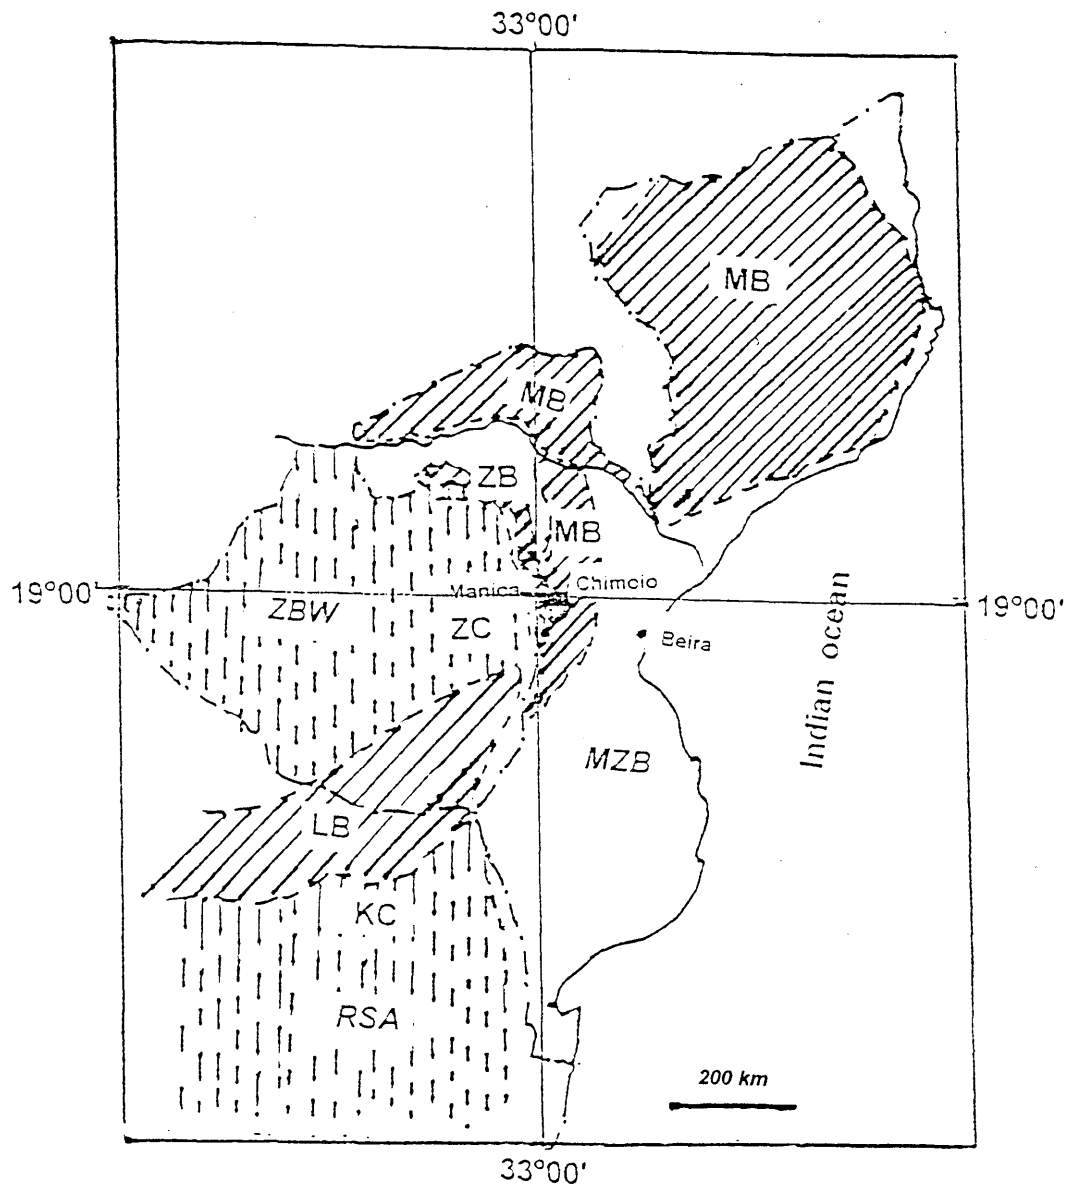 33°00'
MB
MB
ZB
MB
19°00'
Manica
Chimoio
19°00'
ZBW
ZC
Beira
Indian ocean
MZB
LB
KC
RSA
200 km
33°00'